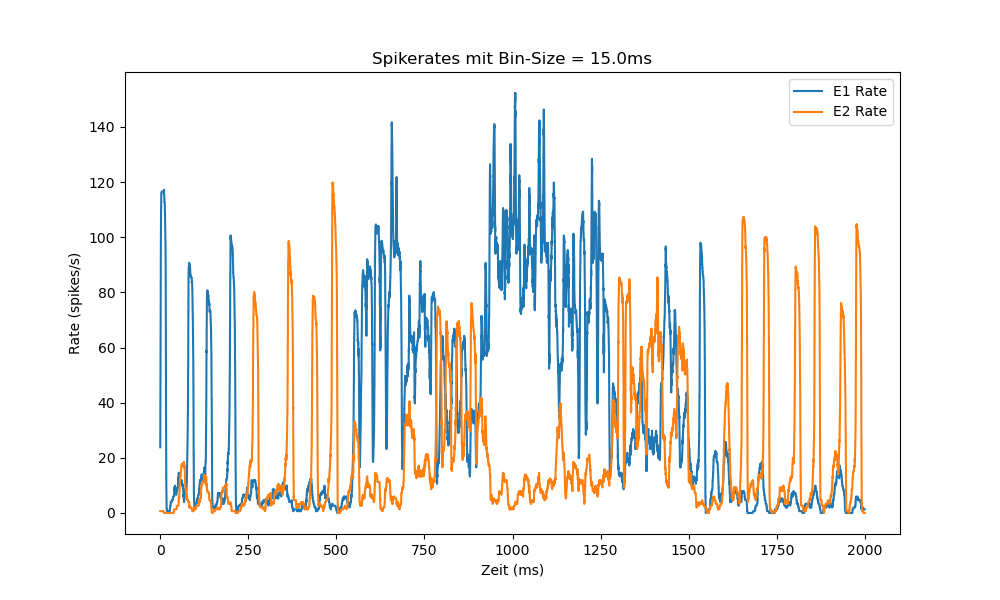 Spikerates mit Bin-Size = 15.0ms
E1 Rate
E2 Rate
Rate (spikes/s)
140
120
100
80
60
40
20
0
0 250 500 750 1000 1250 1500 1750 2000
Zeit (ms)